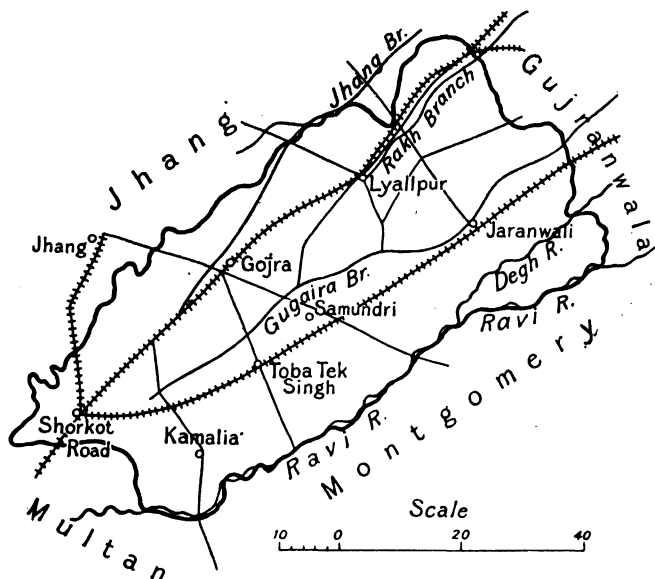 Jhang Br.
Gujranwala
Rakh Branch
Jhang
Lyallpur
Jaranwali
Jhang
Gojra
Degh R.
Gugaira Br.
Samundri
Ravi R.
Toba Tek
Singh
Shorkot
Road
Kamalia
Ravi R.
Montgomery
Multan
Scale
10 0 20 40